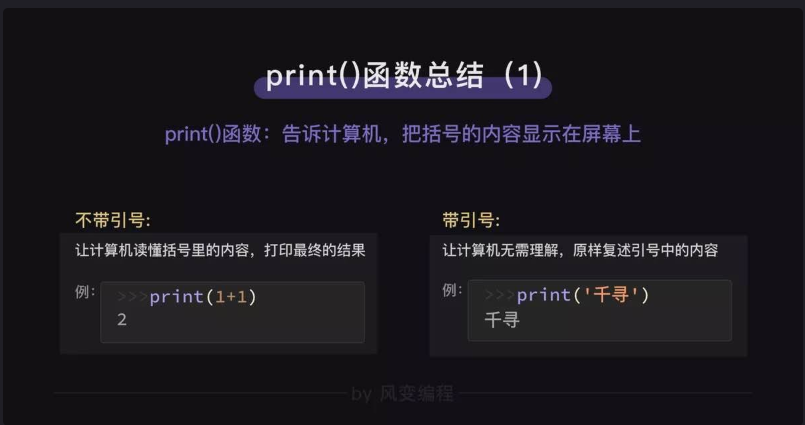 print()函数总结（1）
print()函数：告诉计算机，把括号的内容显示在屏幕上
不带引号:
让计算机读懂括号里的内容，打印最终的结果
例：
>>>print(1+1)
2
带引号:
让计算机无需理解，原样复述引号中的内容
例：
>>>print('千寻')
千寻
by 风变编程